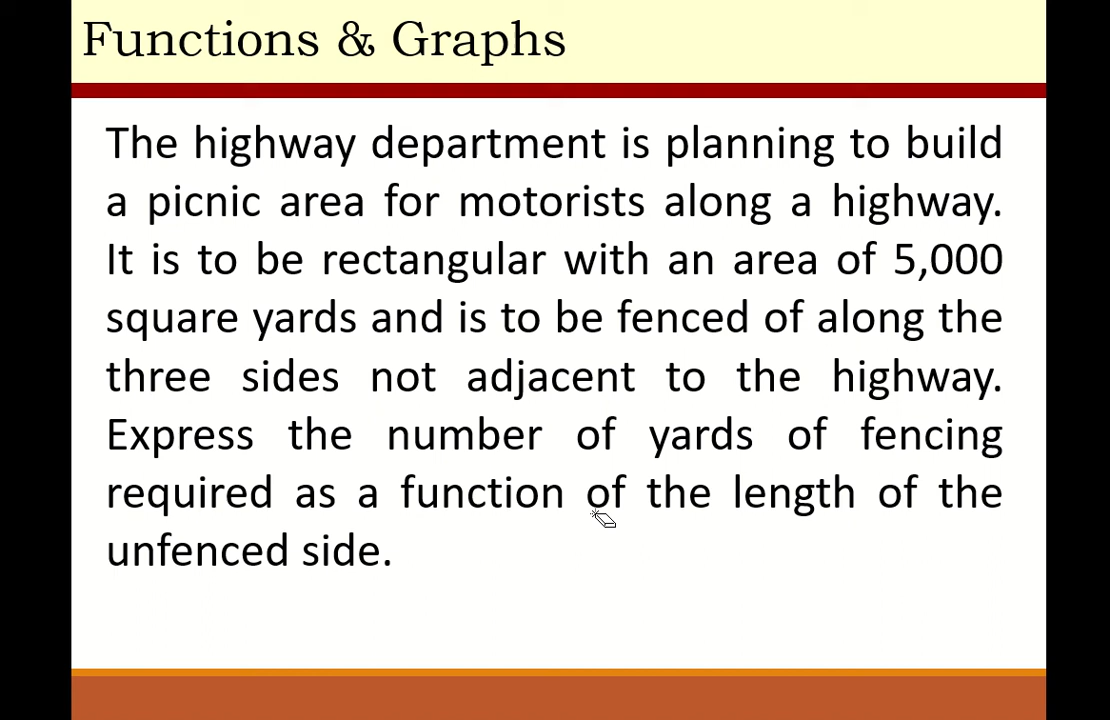 Functions & Graphs
The highway department is planning to build
a picnic area for motorists along a highway.
It is to be rectangular with an area of 5,000
square yards and is to be fenced of along the
three sides not adjacent to the highway.
Express the number of yards of fencing
required as a function of the length of the
unfenced side.